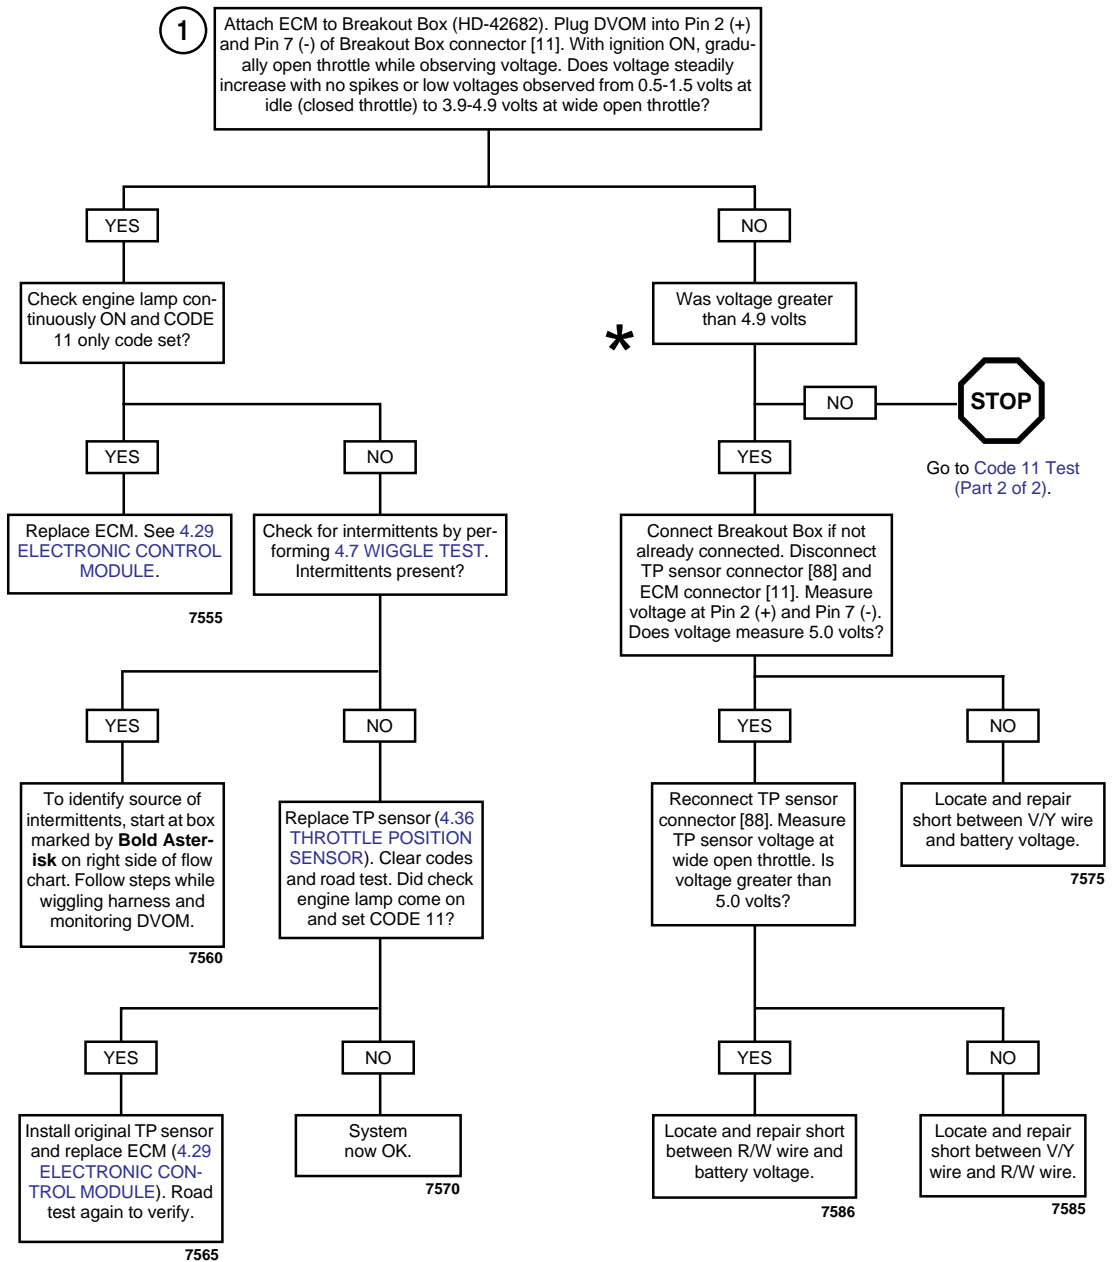 1
Attach ECM to Breakout Box (HD-42682). Plug DVOM into Pin 2 (+)
and Pin 7 (-) of Breakout Box connector [11]. With ignition ON, gradu-
ally open throttle while observing voltage. Does voltage steadily
increase with no spikes or low voltages observed from 0.5-1.5 volts at
idle (closed throttle) to 3.9-4.9 volts at wide open throttle?
YES
NO
Check engine lamp con-
tinuously ON and CODE
11 only code set?
*
Was voltage greater
than 4.9 volts
NO
STOP
Go to Code 11 Test
(Part 2 of 2).
YES
NO
YES
Replace ECM. See 4.29
ELECTRONIC CONTROL
MODULE.
7555
Check for intermittents by per-
forming 4.7 WIGGLE TEST.
Intermittents present?
Connect Breakout Box if not
already connected. Disconnect
TP sensor connector [88] and
ECM connector [11]. Measure
voltage at Pin 2 (+) and Pin 7 (-).
Does voltage measure 5.0 volts?
YES
NO
YES
NO
To identify source of
intermittents, start at box
marked by Bold Aster-
isk on right side of flow
chart. Follow steps while
wiggling harness and
monitoring DVOM.
7560
Replace TP sensor (4.36
THROTTLE POSITION
SENSOR). Clear codes
and road test. Did check
engine lamp come on
and set CODE 11?
Reconnect TP sensor
connector [88]. Measure
TP sensor voltage at
wide open throttle. Is
voltage greater than
5.0 volts?
Locate and repair
short between V/Y wire
and battery voltage.
7575
YES
NO
YES
NO
Install original TP sensor
and replace ECM (4.29
ELECTRONIC CON-
TROL MODULE). Road
test again to verify.
7565
System
now OK.
7570
Locate and repair short
between R/W wire and
battery voltage.
7586
Locate and repair
short between V/Y
wire and R/W wire.
7585